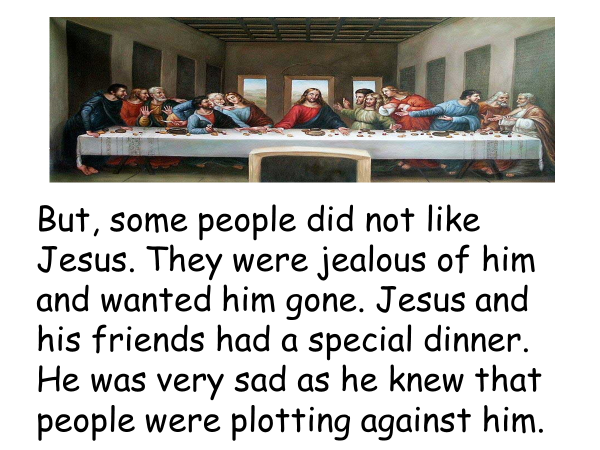 But, some people did not like
Jesus. They were jealous of him
and wanted him gone. Jesus and
his friends had a special dinner.
He was very sad as he knew that
people were plotting against him.